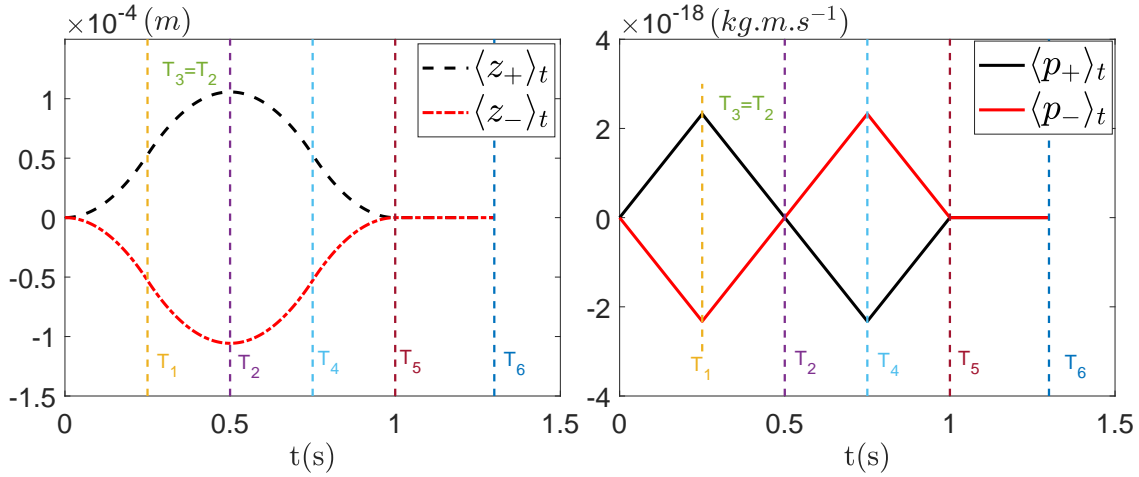 ×10⁻⁴ (m)
1
0.5
0
-0.5
-1
-1.5
0
0.5
1
1.5
t(s)
T₃=T₂
⟨z₊⟩ₜ
⟨z₋⟩ₜ
T₁
T₂
T₄
T₅
T₆
×10⁻¹⁸ (kg.m.s⁻¹)
4
2
0
-2
-4
0
0.5
1
1.5
t(s)
T₃=T₂
⟨p₊⟩ₜ
⟨p₋⟩ₜ
T₁
T₂
T₄
T₅
T₆